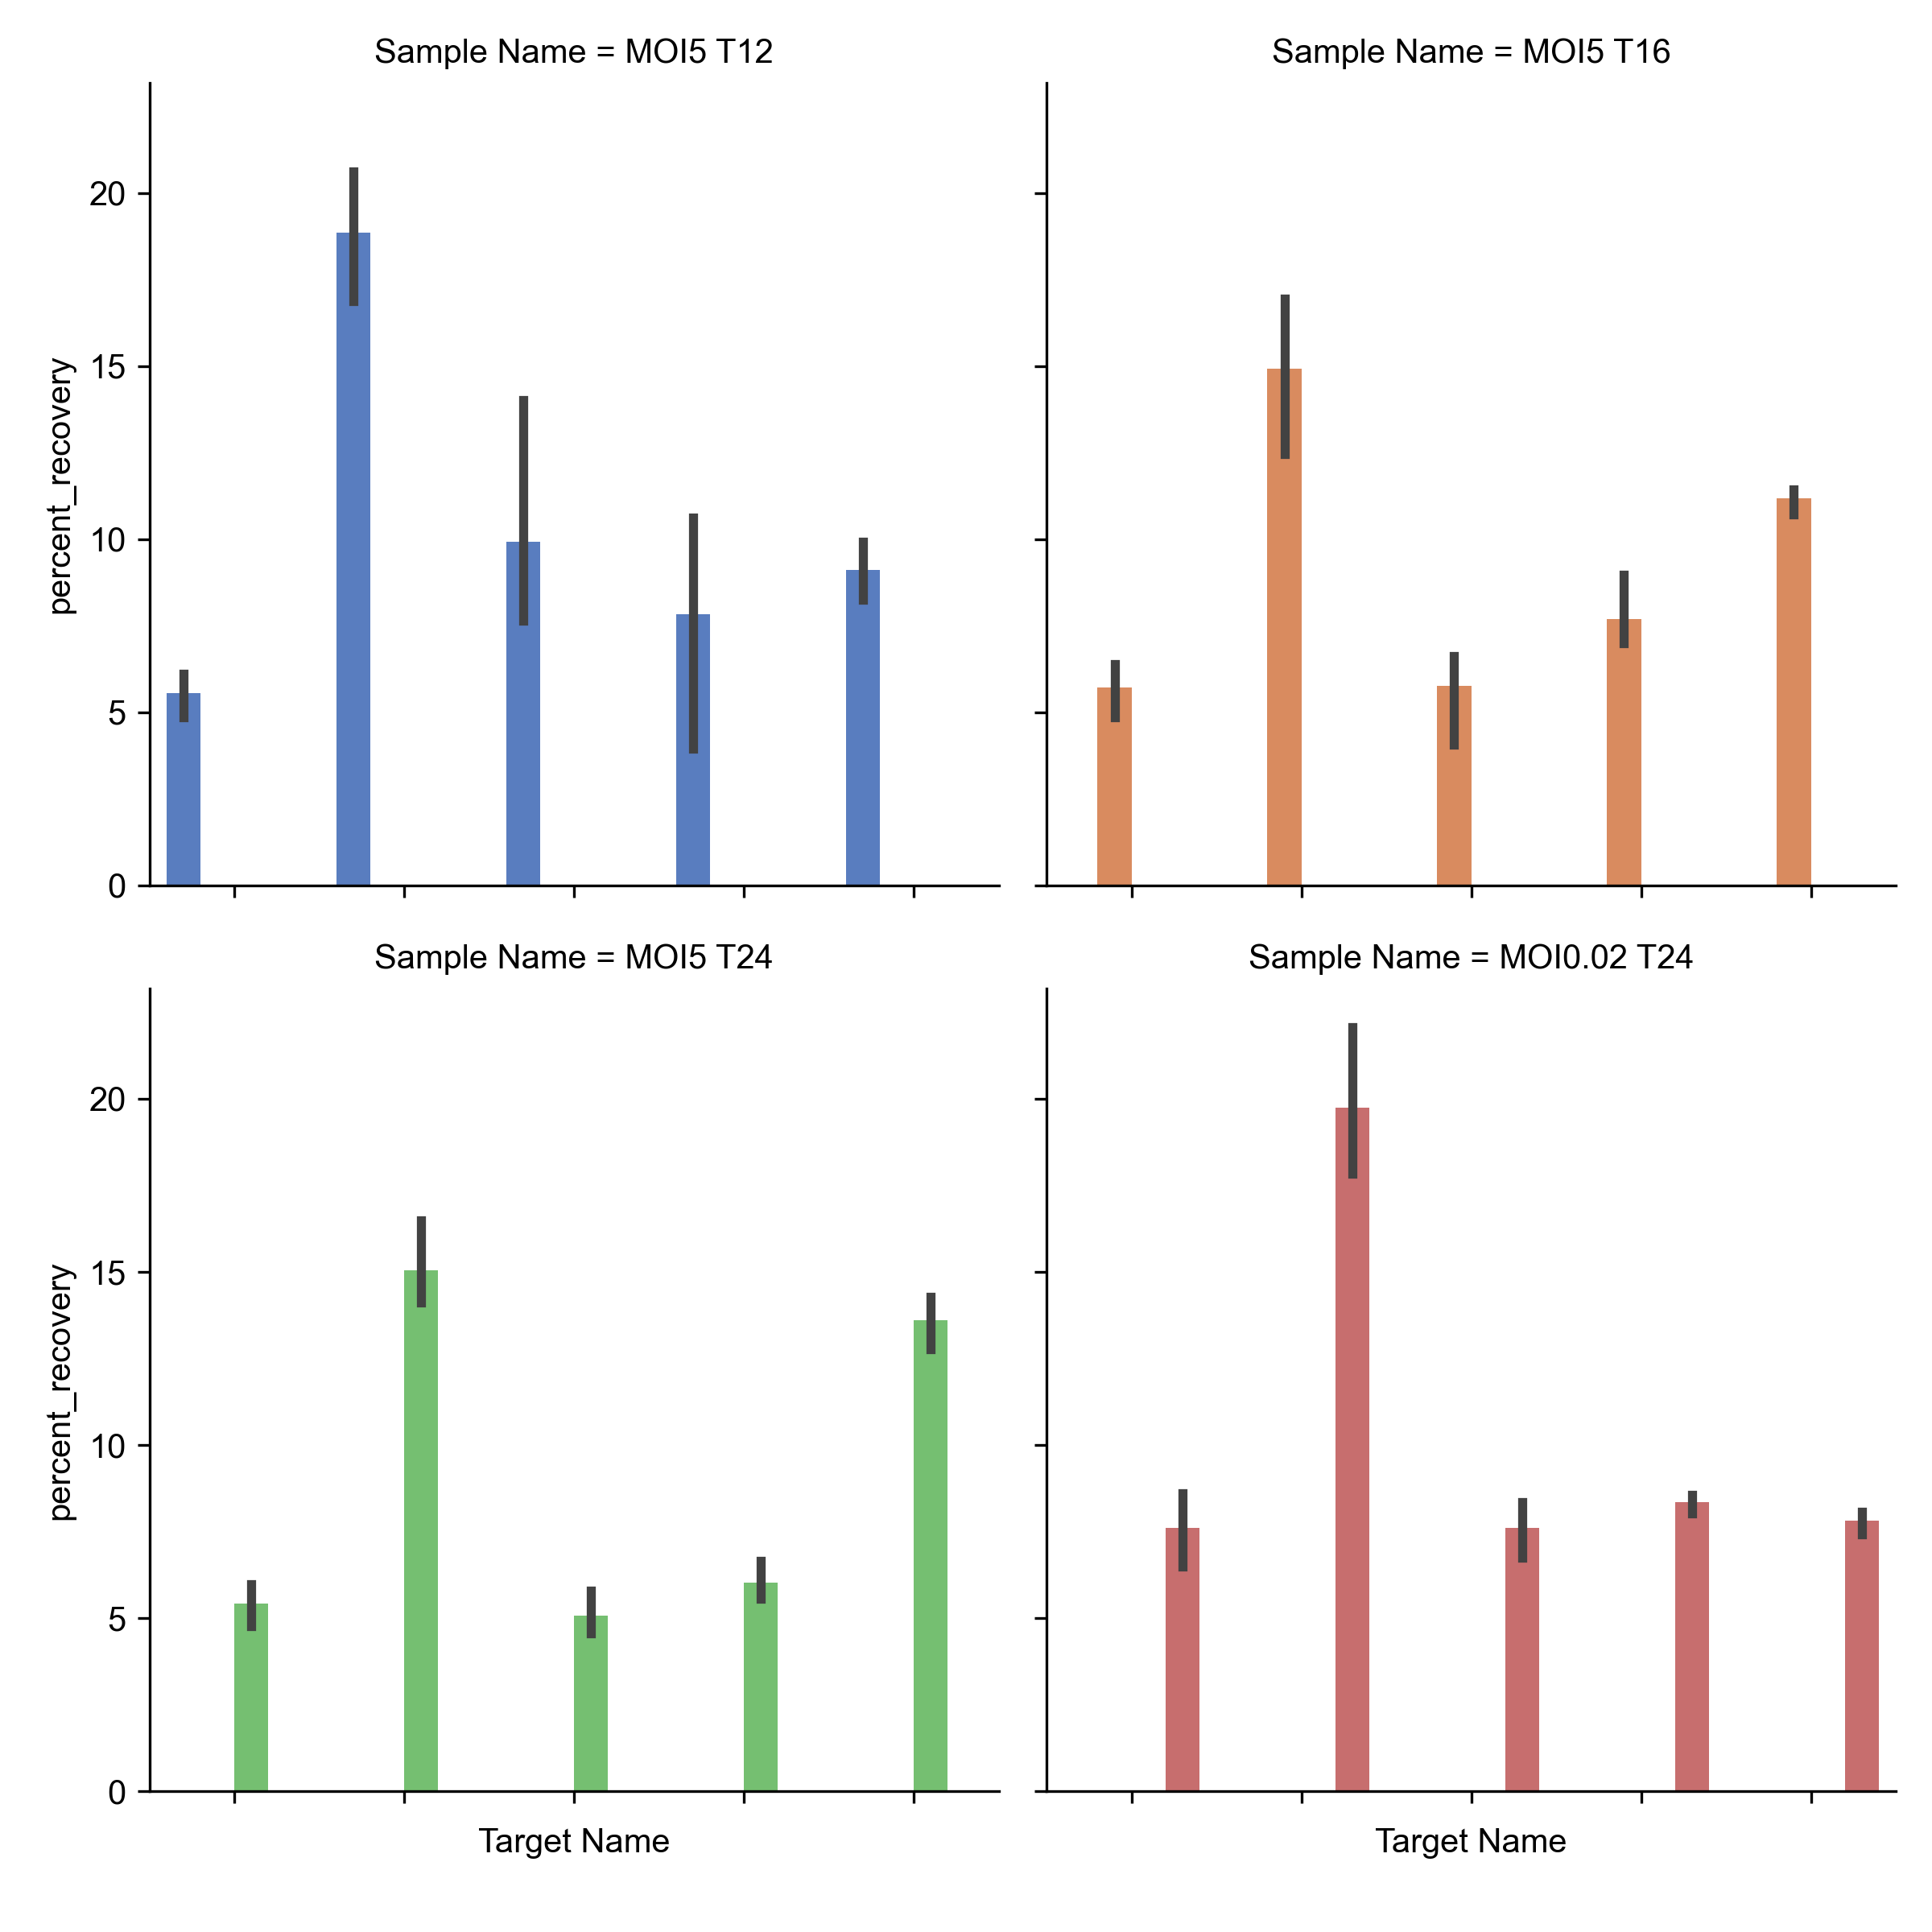 Sample Name = MOI5 T12
Sample Name = MOI5 T16
percent_recovery
20
15
10
5
0
Sample Name = MOI5 T24
Sample Name = MOI0.02 T24
percent_recovery
20
15
10
5
0
Target Name
Target Name